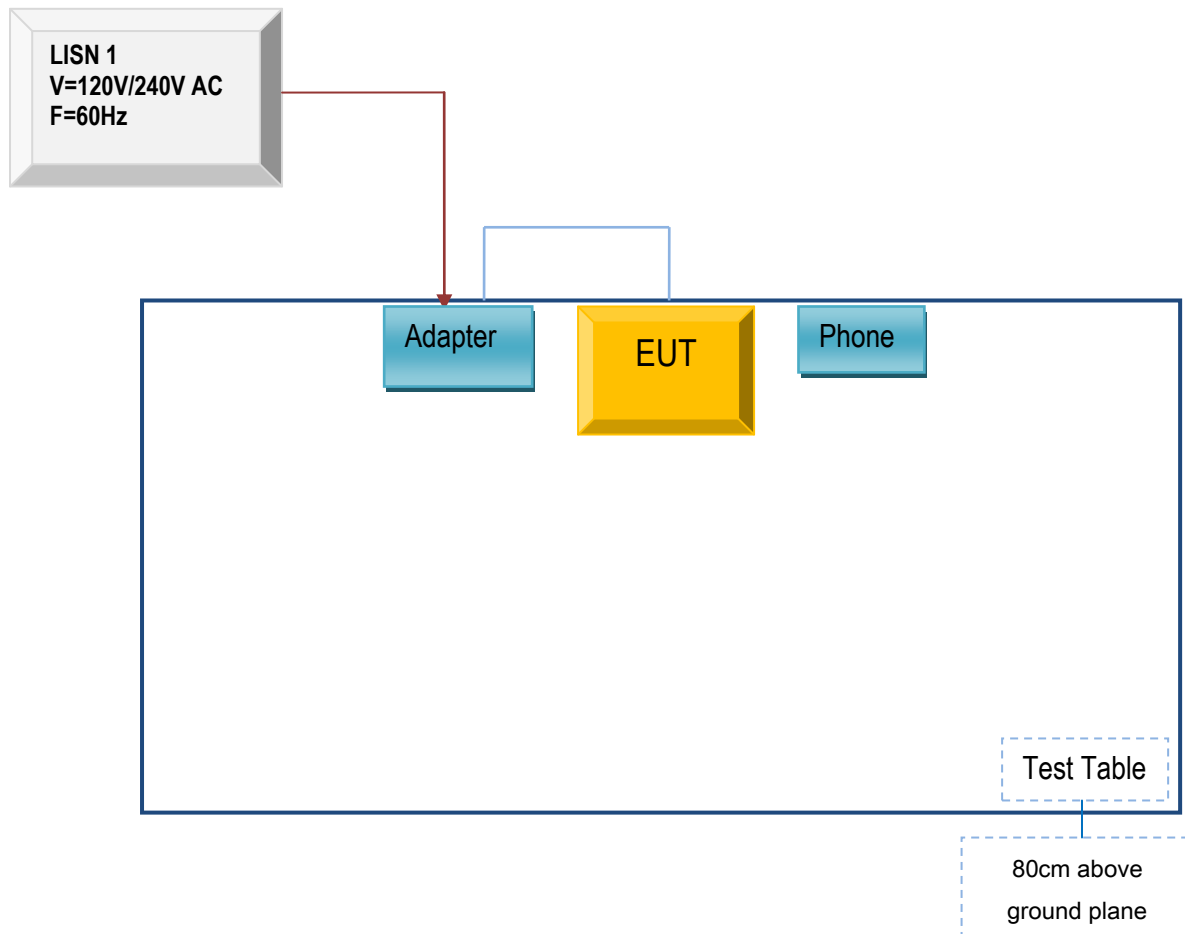 LISN 1
V=120V/240V AC
F=60Hz
Adapter
EUT
Phone
Test Table
80cm above
ground plane